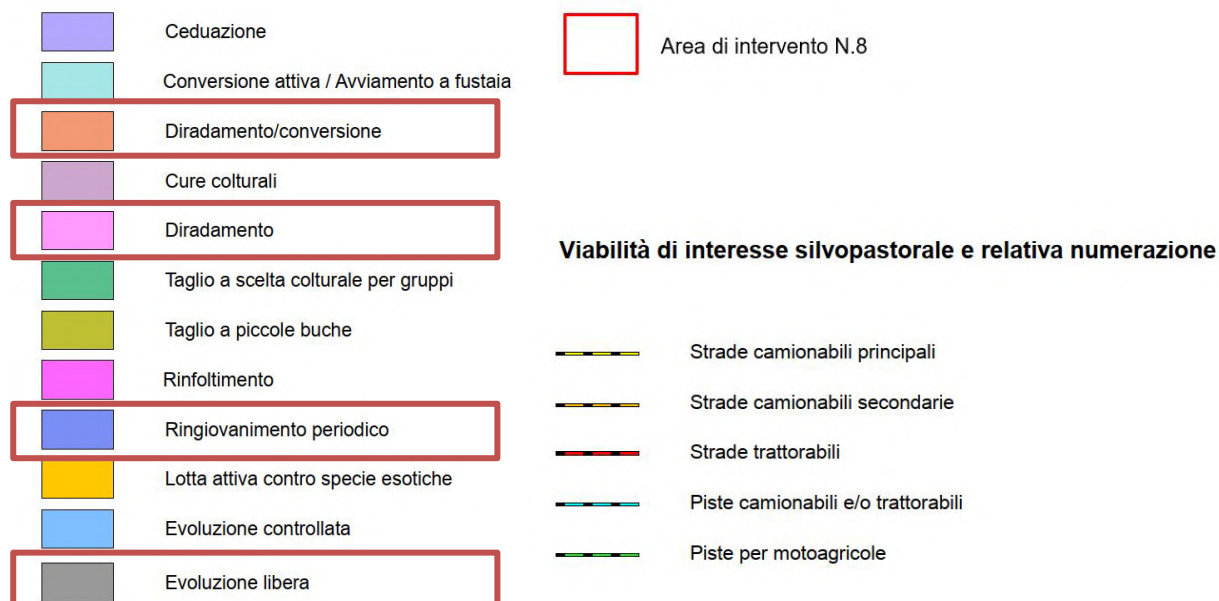 Ceduazione
Conversione attiva / Avviamento a fustaia
Diradamento/conversione
Cure colturali
Diradamento
Taglio a scelta colturale per gruppi
Taglio a piccole buche
Rinfoltimento
Ringiovanimento periodico
Lotta attiva contro specie esotiche
Evoluzione controllata
Evoluzione libera
Area di intervento N.8
Viabilità di interesse silvopastorale e relativa numerazione
Strade camionabili principali
Strade camionabili secondarie
Strade trattorabili
Piste camionabili e/o trattorabili
Piste per motoagricole